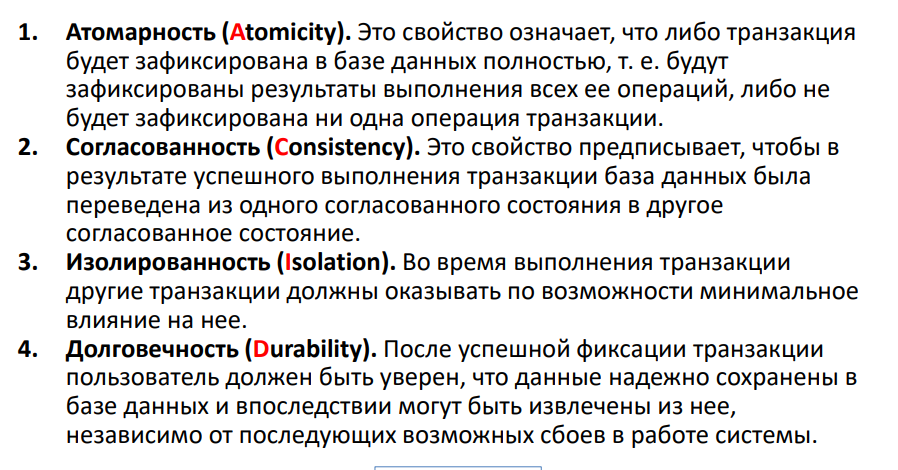 1. Атомарность (Atomicity). Это свойство означает, что либо транзакция
будет зафиксирована в базе данных полностью, т. е. будут
зафиксированы результаты выполнения всех ее операций, либо не
будет зафиксирована ни одна операция транзакции.
2. Согласованность (Consistency). Это свойство предписывает, чтобы в
результате успешного выполнения транзакции база данных была
переведена из одного согласованного состояния в другое
согласованное состояние.
3. Изолированность (Isolation). Во время выполнения транзакции
другие транзакции должны оказывать по возможности минимальное
влияние на нее.
4. Долговечность (Durability). После успешной фиксации транзакции
пользователь должен быть уверен, что данные надежно сохранены в
базе данных и впоследствии могут быть извлечены из нее,
независимо от последующих возможных сбоев в работе системы.